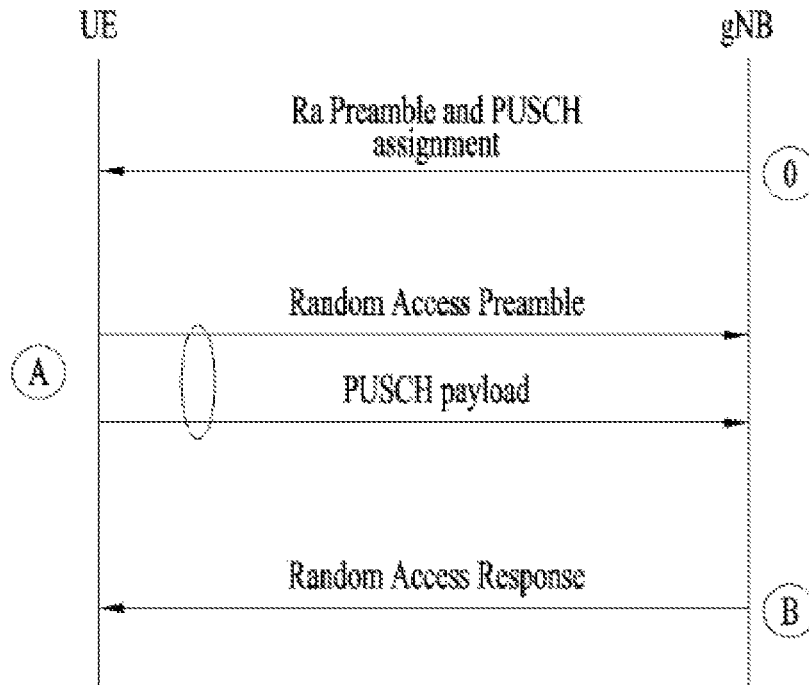 UE
gNB
Ra Preamble and PUSCH
assignment
0
Random Access Preamble
A
PUSCH payload
Random Access Response
B